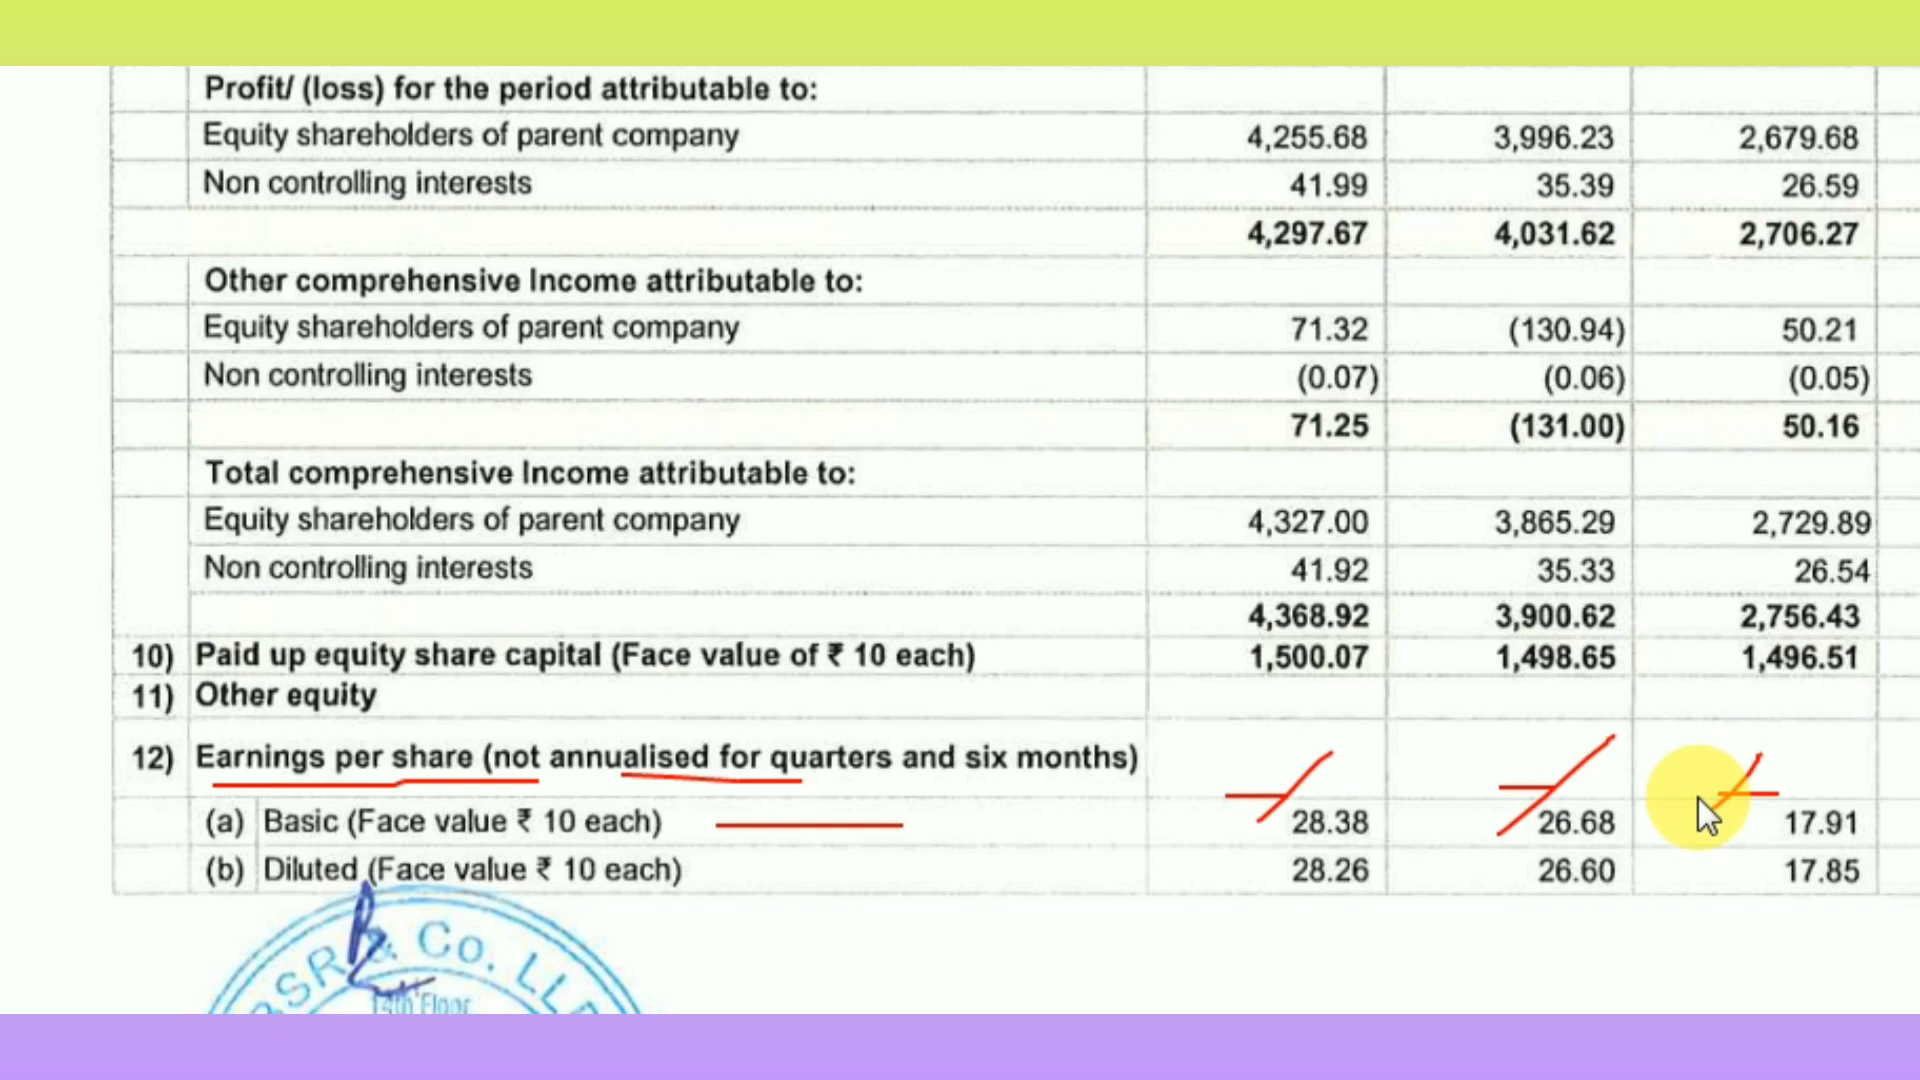 Profit/ (loss) for the period attributable to:
Equity shareholders of parent company 4,255.68 3,996.23 2,679.68
Non controlling interests 41.99 35.39 26.59
4,297.67 4,031.62 2,706.27
Other comprehensive Income attributable to:
Equity shareholders of parent company 71.32 (130.94) 50.21
Non controlling interests (0.07) (0.06) (0.05)
71.25 (131.00) 50.16
Total comprehensive Income attributable to:
Equity shareholders of parent company 4,327.00 3,865.29 2,729.89
Non controlling interests 41.92 35.33 26.54
4,368.92 3,900.62 2,756.43
10) Paid up equity share capital (Face value of ₹ 10 each) 1,500.07 1,498.65 1,496.51
11) Other equity
12) Earnings per share (not annualised for quarters and six months)
(a) Basic (Face value ₹ 10 each) 28.38 26.68 17.91
(b) Diluted (Face value ₹ 10 each) 28.26 26.60 17.85
BSR & Co. LLP
14th Floor